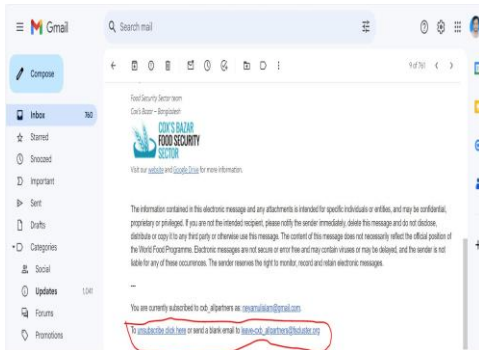 Gmail
Search mail
Compose
9 of 761
Inbox 760
Starred
Snoozed
Important
Sent
Drafts
Categories
Social
Updates 1,041
Forums
Promotions
Food Security Sector team
Cox's Bazar – Bangladesh
COX'S BAZAR
FOOD SECURITY
SECTOR
Visit our website and Google Drive for more information.
The information contained in this electronic message and any attachments is intended for specific individuals or entities, and may be confidential,
proprietary or privileged. If you are not the intended recipient, please notify the sender immediately, delete this message and do not disclose,
distribute or copy it to any third party or otherwise use this message. The content of this message does not necessarily reflect the official position of
the World Food Programme. Electronic messages are not secure or error free and may contain viruses or may be delayed, and the sender is not
liable for any of these occurrences. The sender reserves the right to monitor, record and retain electronic messages.
You are currently subscribed to cxb_allpartners as:
To unsubscribe click here or send a blank email to leave-cxb_allpartners@fscluster.org